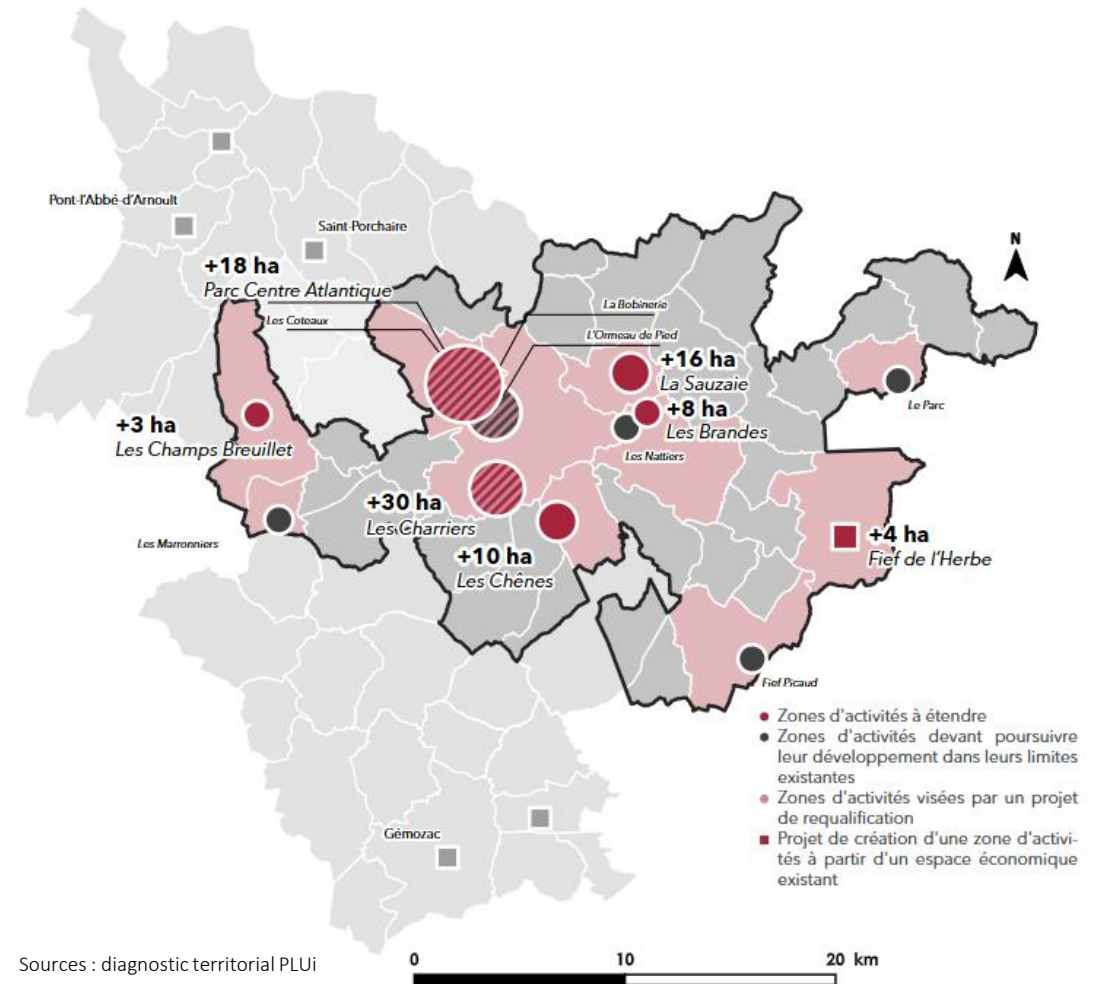 Pont-l'Abbé-d'Arnoult
Saint-Porchaire
N
+18 ha
Parc Centre Atlantique
Les Coteaux
La Bobinerie
L'Ormeau de Pied
+16 ha
La Sauzaie
+8 ha
Les Brandes
Le Parc
+3 ha
Les Champs Breuillet
Les Nattiers
+30 ha
Les Charriers
Les Marronniers
+10 ha
Les Chênes
+4 ha
Fief de l'Herbe
Fief Picaud
Gémozac
Zones d'activités à étendre
Zones d'activités devant poursuivre
leur développement dans leurs limites
existantes
Zones d'activités visées par un projet
de requalification
Projet de création d'une zone d'activi-
tés à partir d'un espace économique
existant
Sources : diagnostic territorial PLUi
0 10 20 km